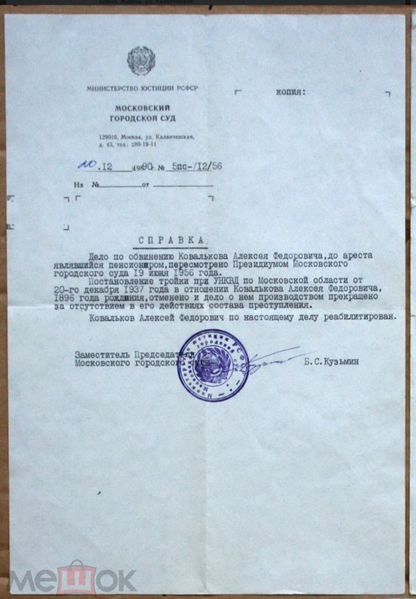 МИНИСТЕРСТВО ЮСТИЦИИ РСФСР
КОПИЯ:
МОСКОВСКИЙ
ГОРОДСКОЙ СУД
129010, Москва, ул. Каланчевская,
д. 43, тел.: 280-19-11
20.12 1990 № 5пс-/12/56
На № от
СПРАВКА
Дело по обвинению Ковалькова Алексея Федоровича, до ареста
являвшийся пенсионером, пересмотрено Президиумом Московского
городского суда 19 июня 1956 года.
Постановление тройки при УНКВД по Московской области от
20-го декабря 1937 года в отношении Ковалькова Алексея Федоровича,
1896 года рождения, отменено и дело о нем производством прекращено
за отсутствием в его действиях состава преступления.
Ковальков Алексей Федорович по настоящему делу реабилитирован.
Заместитель Председателя
Московского городского
Б.С.Кузьмин
мешок